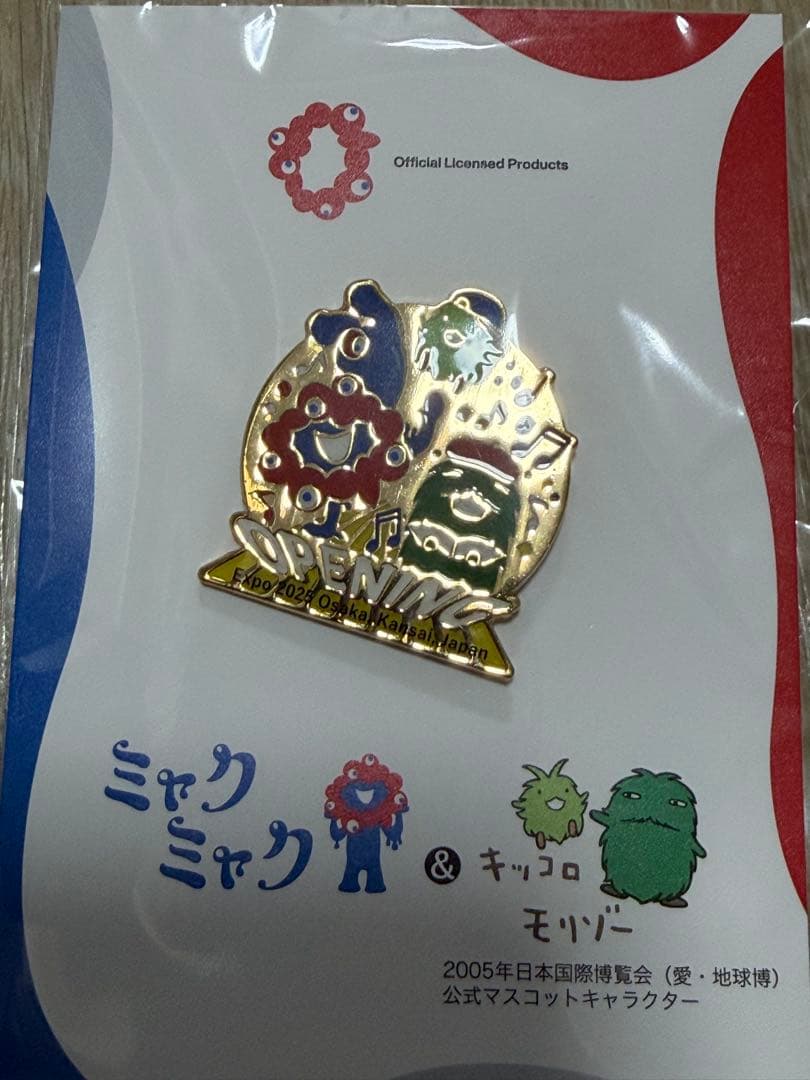 Official Licensed Products
OPENING
Expo 2025 Osaka, Kansai, Japan
ミャク
ミャク
& キッコロ
モリゾー
2005年日本国際博覧会（愛・地球博）
公式マスコットキャラクター